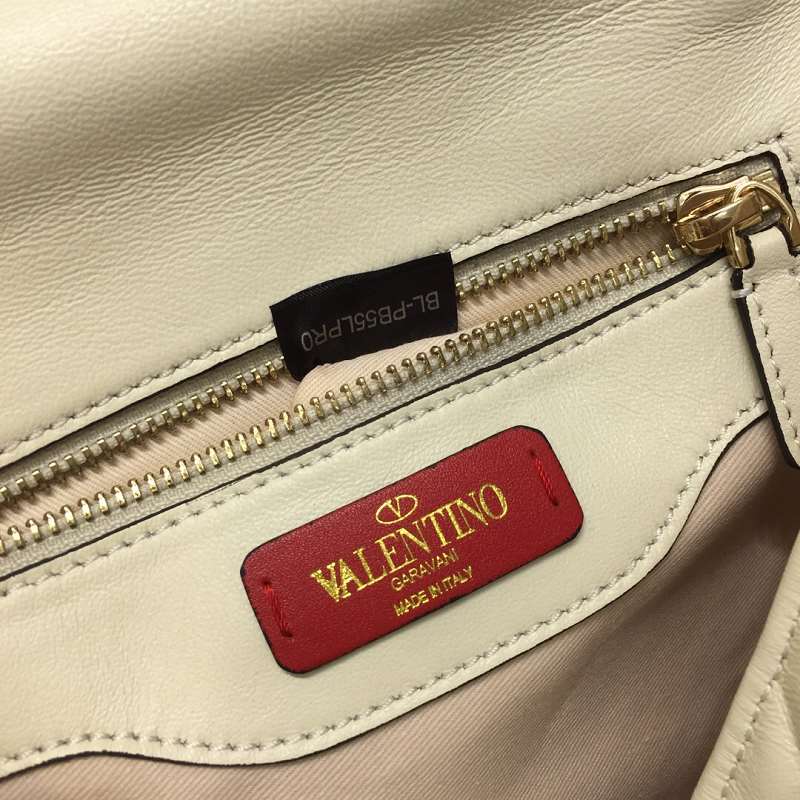 BL-PB55LPR0
V
VALENTINO
GARAVANI
MADE IN ITALY